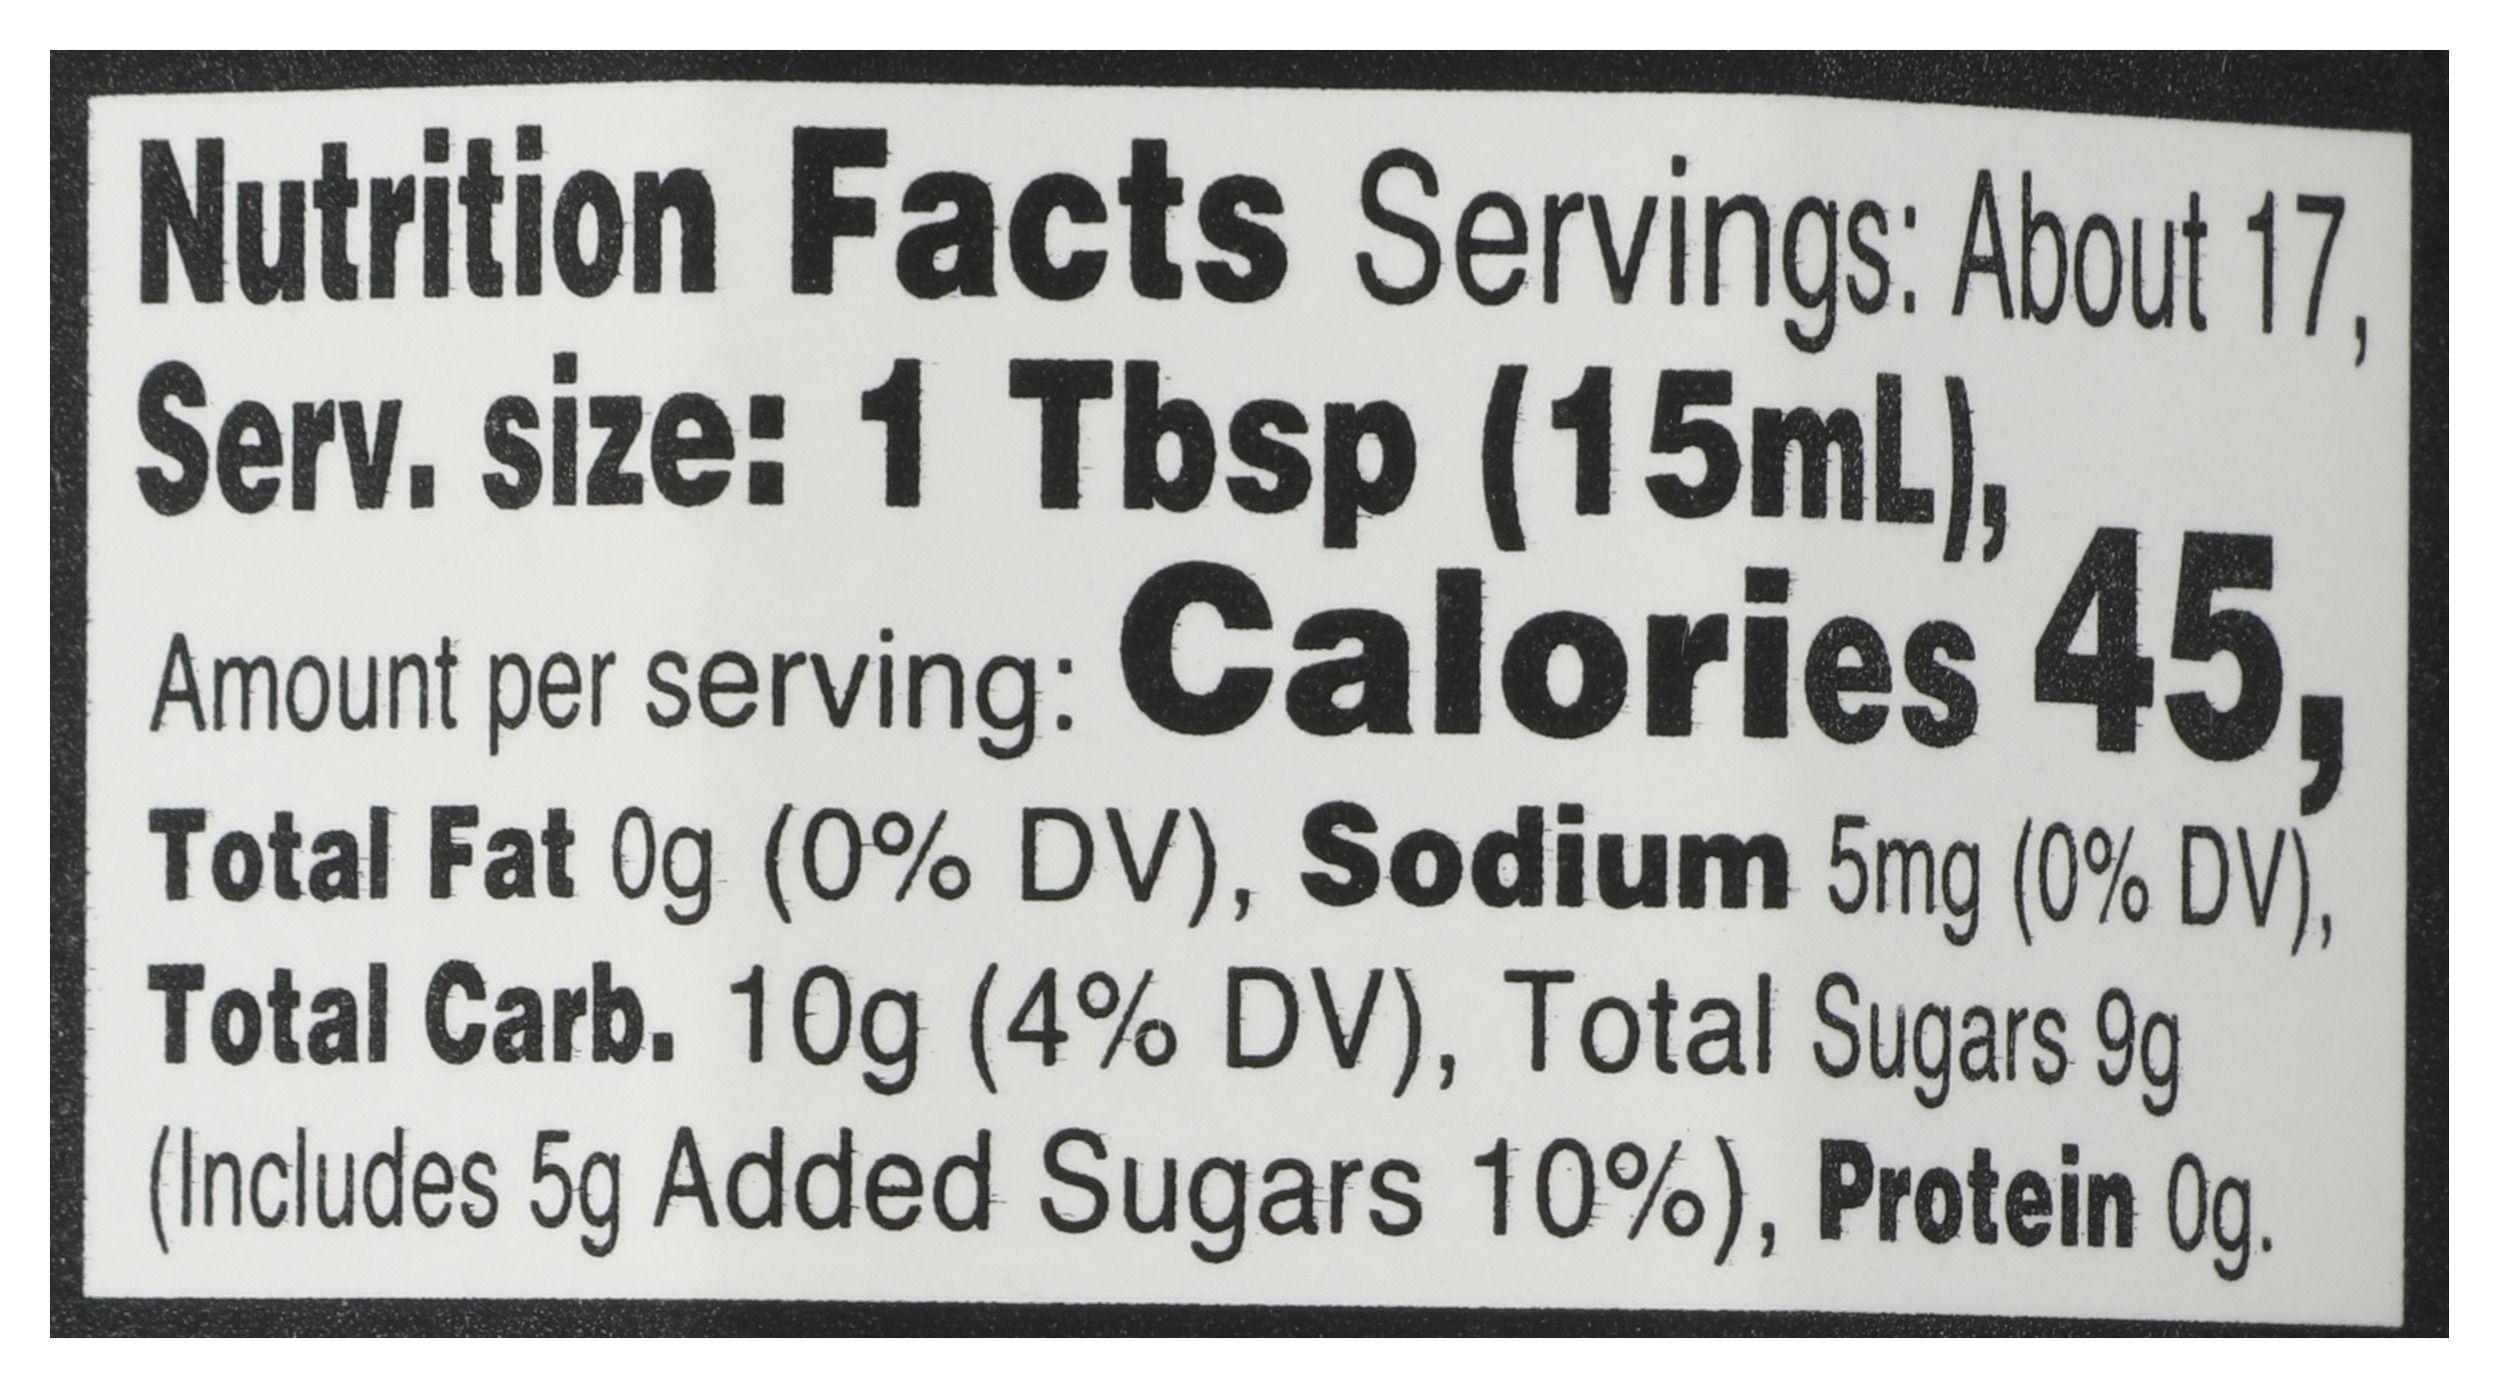 Nutrition Facts Servings: About 17,
Serv. size: 1 Tbsp (15mL),
Amount per serving: Calories 45,
Total Fat 0g (0% DV), Sodium 5mg (0% DV),
Total Carb. 10g (4% DV), Total Sugars 9g
(Includes 5g Added Sugars 10%), Protein 0g.